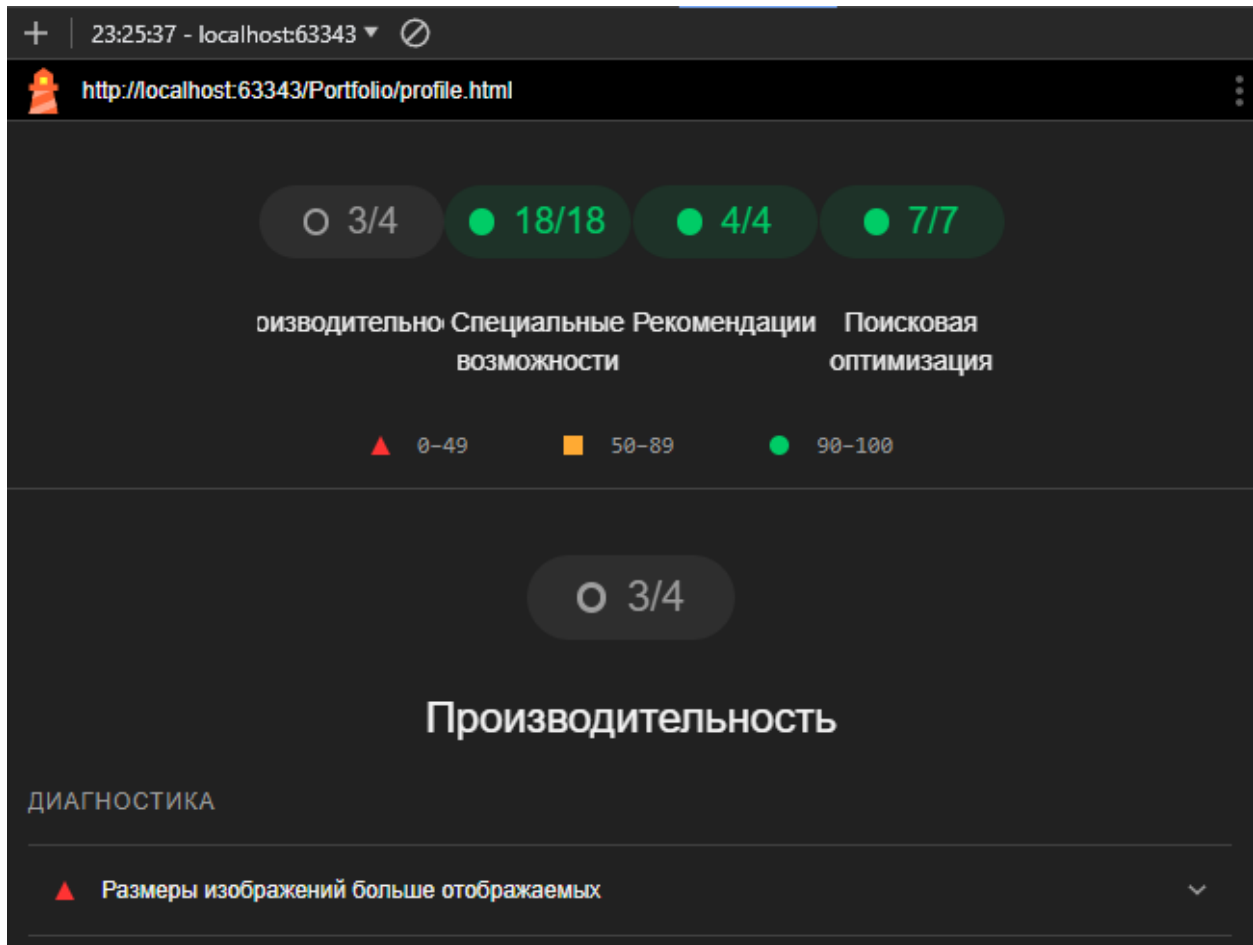 23:25:37 - localhost:63343
http://localhost:63343/Portfolio/profile.html
3/4 18/18 4/4 7/7
оизводительно Специальные Рекомендации Поисковая
возможности оптимизация
0–49 50–89 90–100
3/4
Производительность
ДИАГНОСТИКА
Размеры изображений больше отображаемых